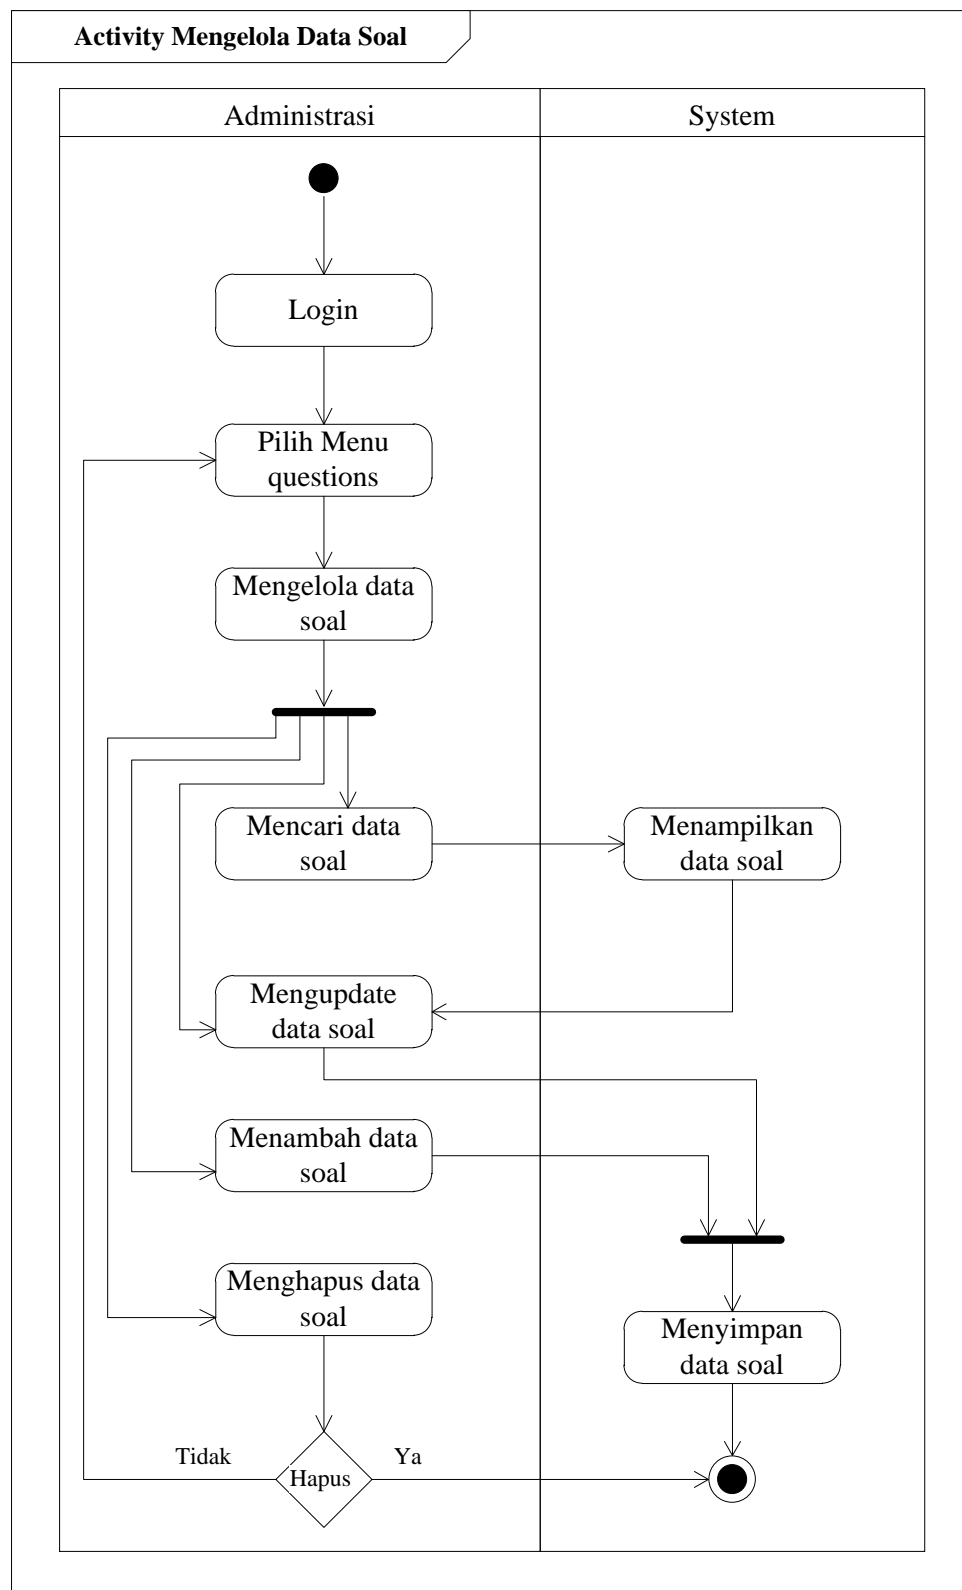 Activity Mengelola Data Soal
Administrasi
System
Login
Pilih Menu
questions
Mengelola data
soal
Mencari data
soal
Menampilkan
data soal
Mengupdate
data soal
Menambah data
soal
Menghapus data
soal
Menyimpan
data soal
Tidak
Ya
Hapus